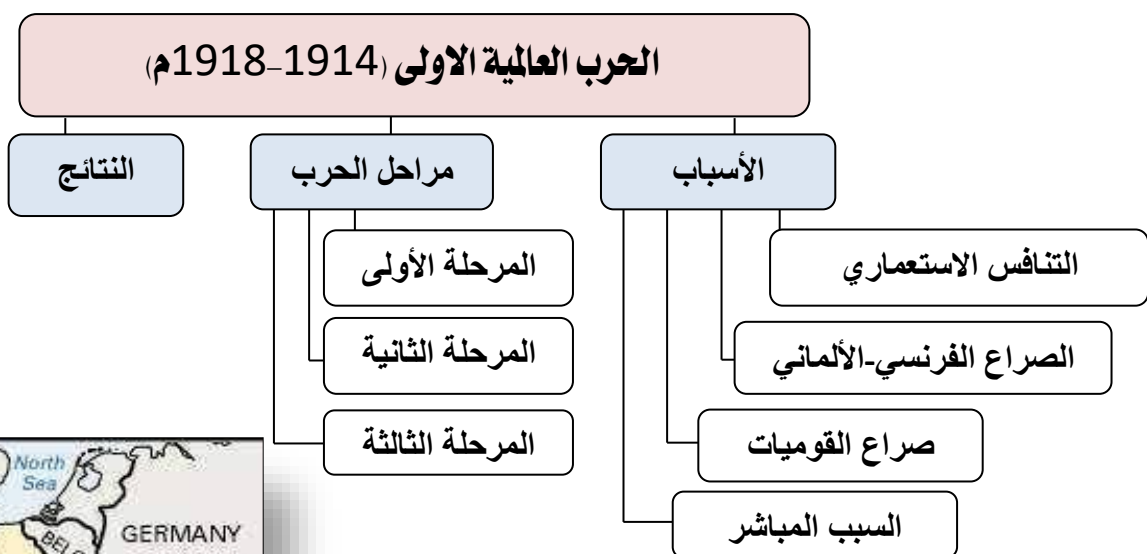 الحرب العالمية الاولى (1914-1918م)
الأسباب
مراحل الحرب
النتائج
التنافس الاستعماري
الصراع الفرنسي-الألماني
صراع القوميات
السبب المباشر
المرحلة الأولى
المرحلة الثانية
المرحلة الثالثة
North
Sea
GERMANY